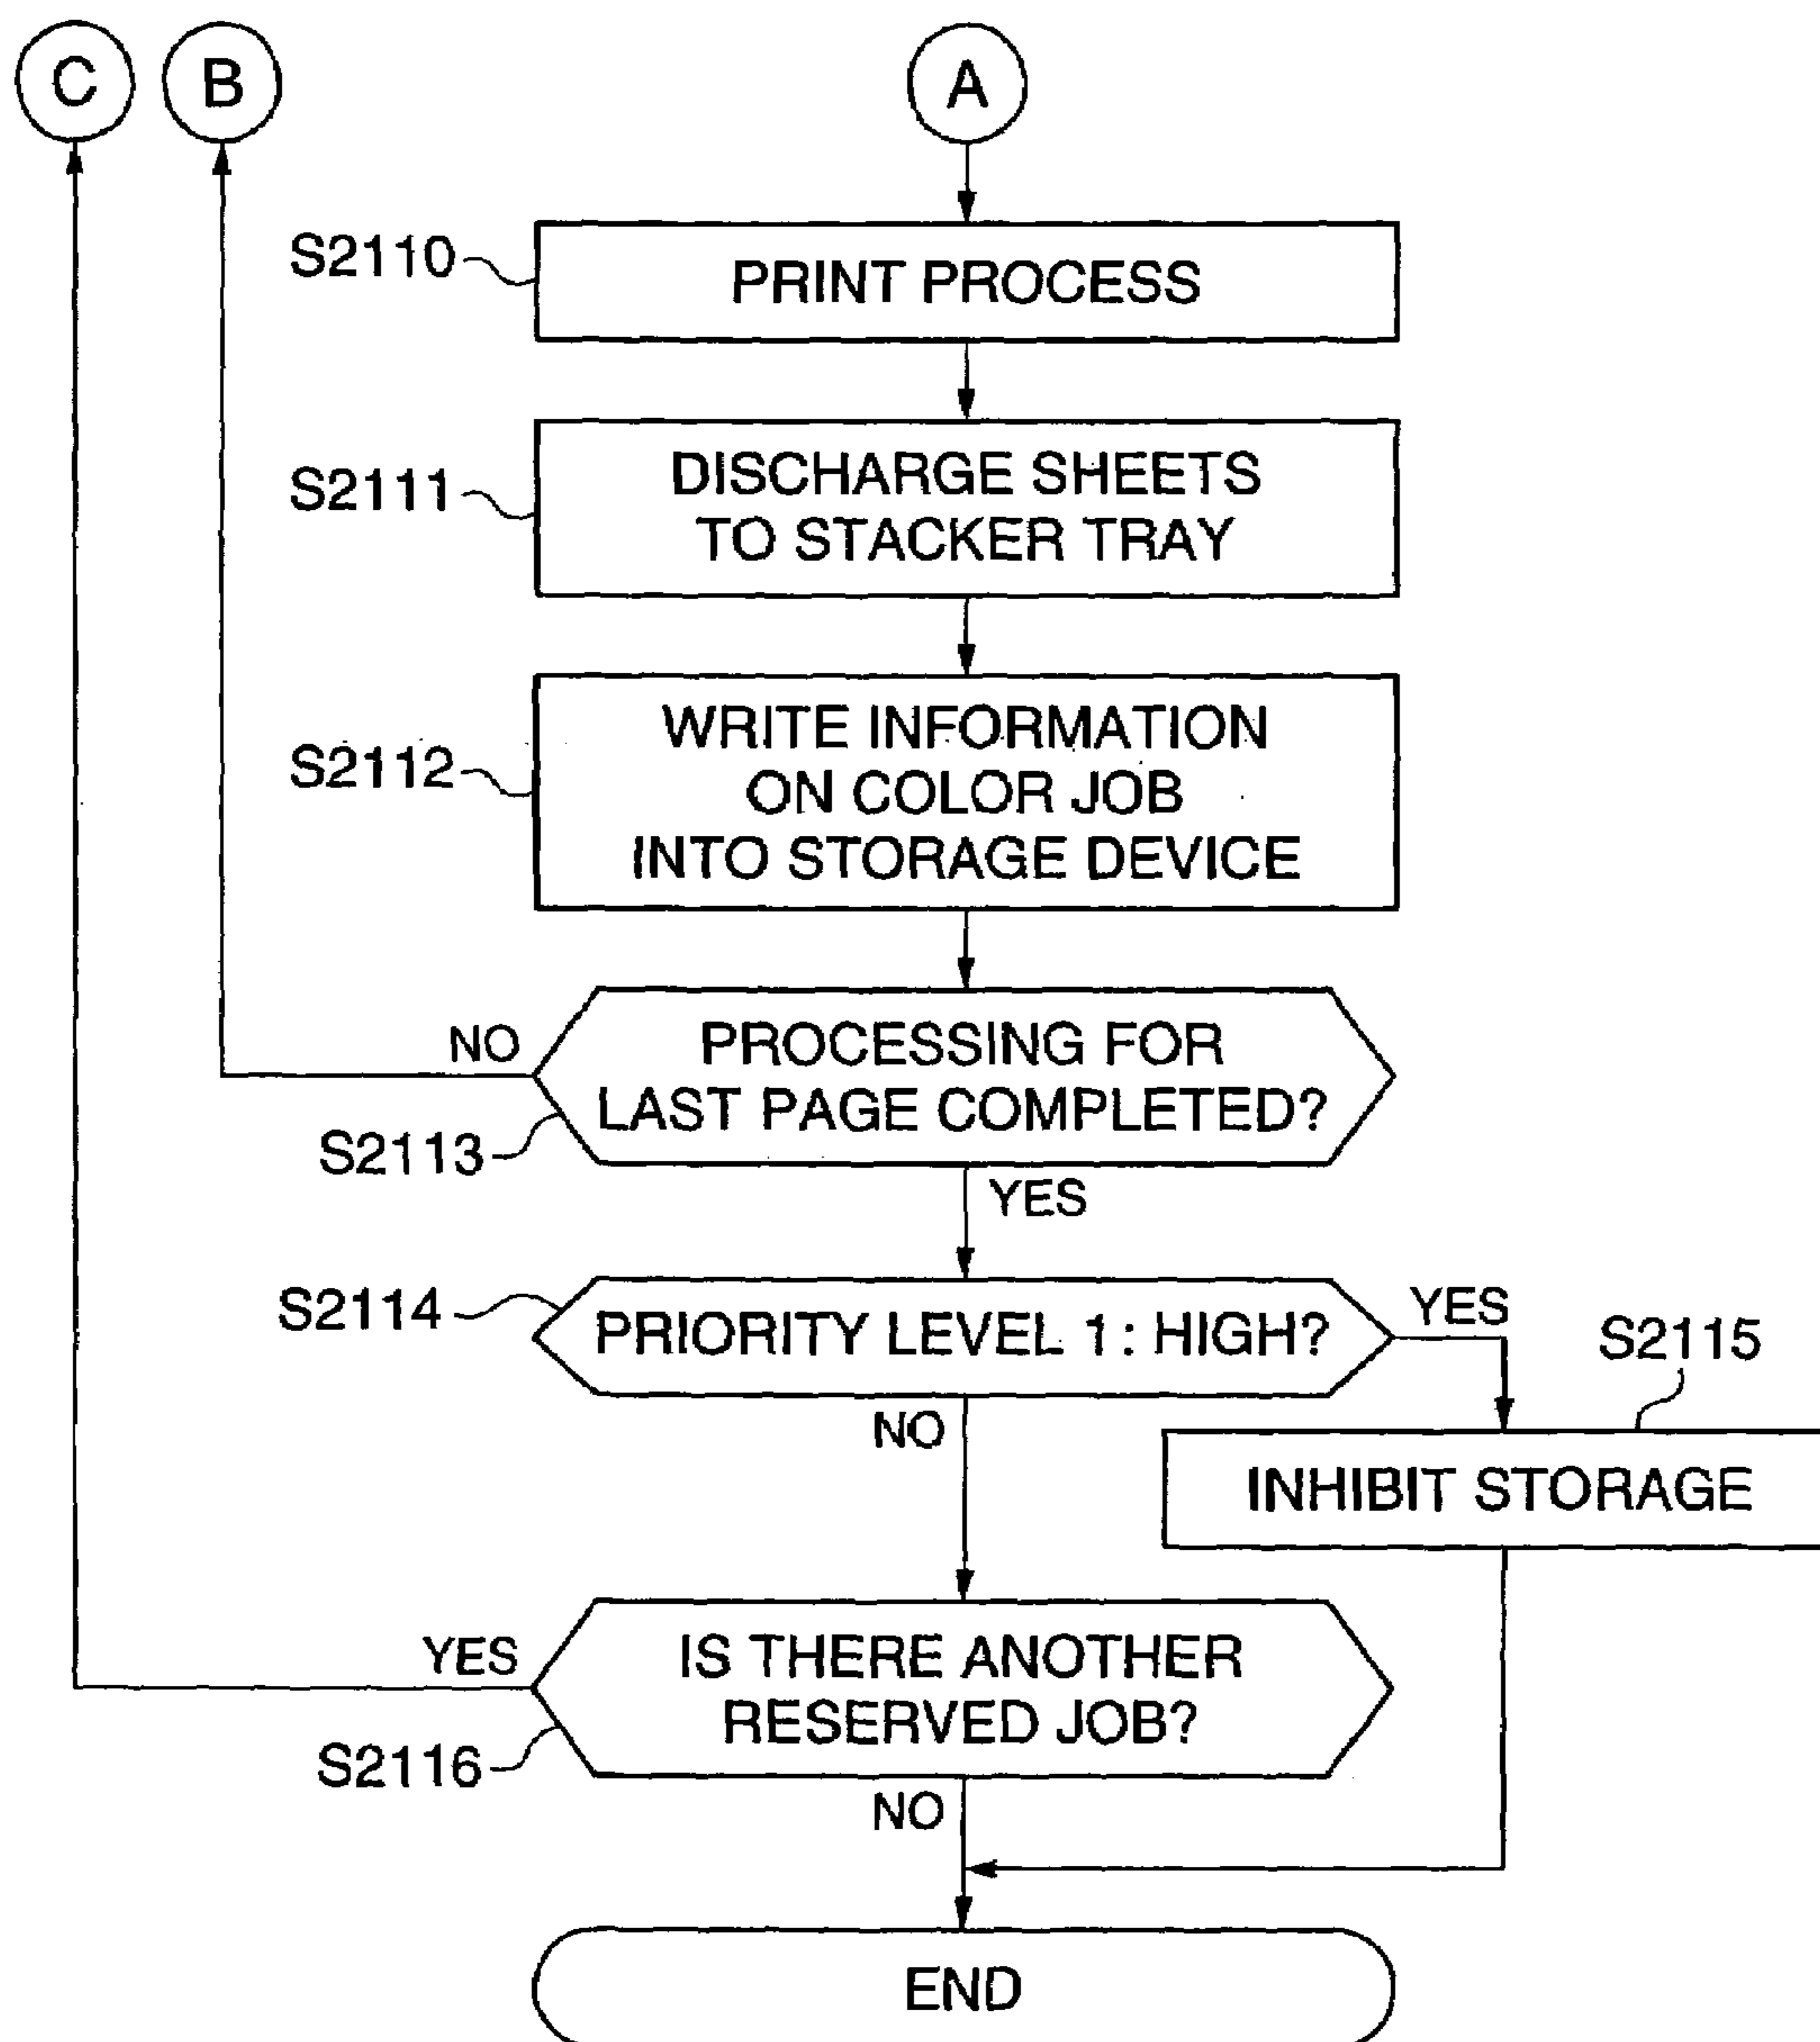 C
B
A
S2110
PRINT PROCESS
S2111
DISCHARGE SHEETS
TO STACKER TRAY
S2112
WRITE INFORMATION
ON COLOR JOB
INTO STORAGE DEVICE
NO
PROCESSING FOR
LAST PAGE COMPLETED?
S2113
YES
S2114
PRIORITY LEVEL 1 : HIGH?
YES
S2115
NO
INHIBIT STORAGE
YES
IS THERE ANOTHER
RESERVED JOB?
S2116
NO
END